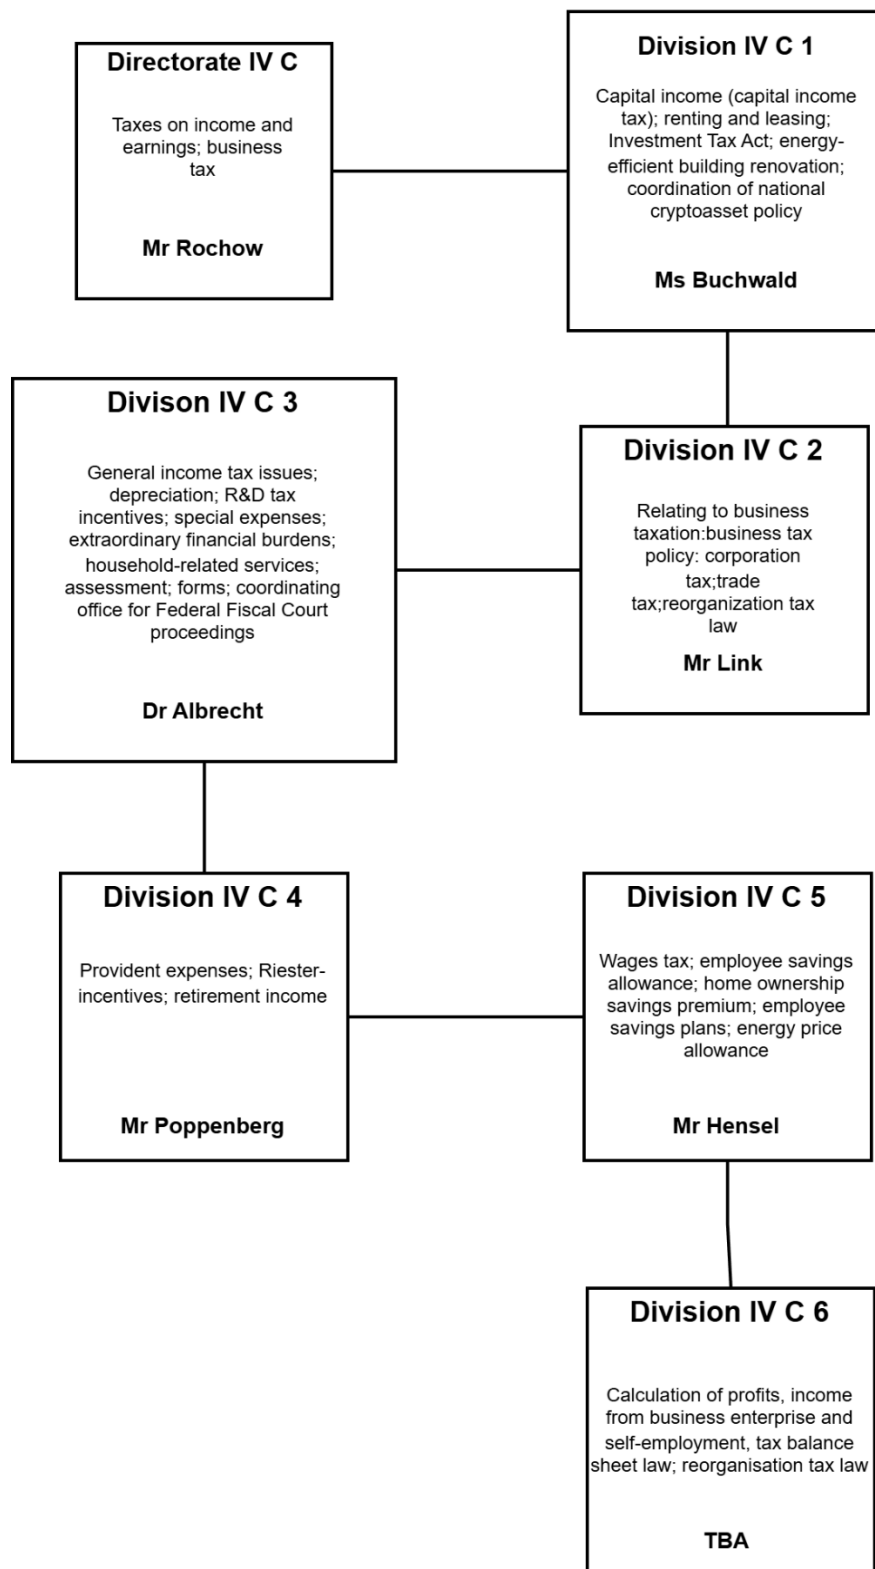 Directorate IV C
Taxes on income and
earnings; business
tax
Mr Rochow
Division IV C 1
Capital income (capital income
tax); renting and leasing;
Investment Tax Act; energy-
efficient building renovation;
coordination of national
cryptoasset policy
Ms Buchwald
Divison IV C 3
General income tax issues;
depreciation; R&D tax
incentives; special expenses;
extraordinary financial burdens;
household-related services;
assessment; forms; coordinating
office for Federal Fiscal Court
proceedings
Dr Albrecht
Division IV C 2
Relating to business
taxation:business tax
policy: corporation
tax;trade
tax;reorganization tax
law
Mr Link
Division IV C 4
Provident expenses; Riester-
incentives; retirement income
Mr Poppenberg
Division IV C 5
Wages tax; employee savings
allowance; home ownership
savings premium; employee
savings plans; energy price
allowance
Mr Hensel
Division IV C 6
Calculation of profits, income
from business enterprise and
self-employment, tax balance
sheet law; reorganisation tax law
TBA